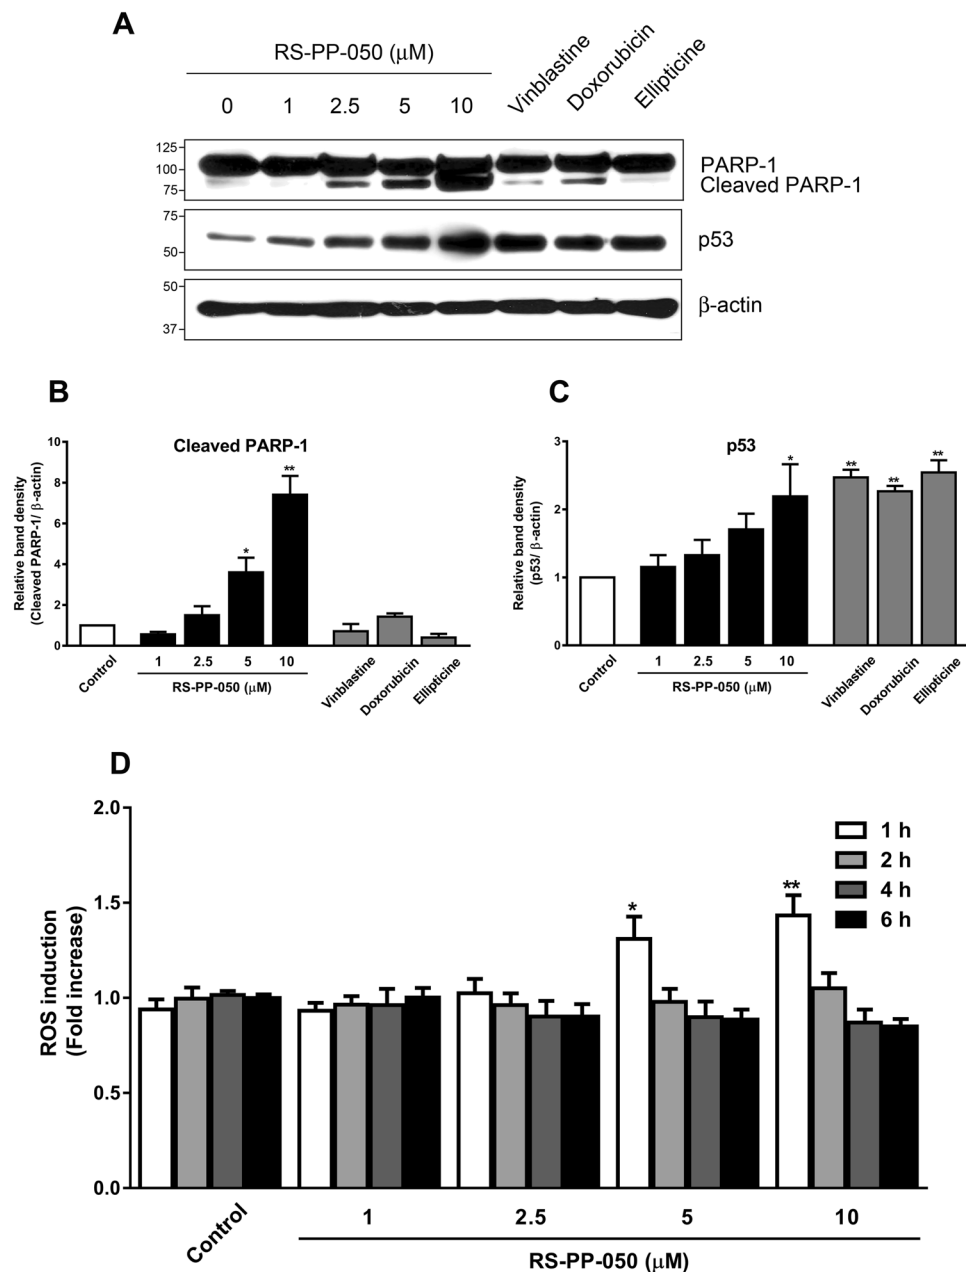 A
RS-PP-050 (μM)
0 1 2.5 5 10 Vinblastine Doxorubicin Ellipticine
125
100
75
PARP-1
Cleaved PARP-1
75
50
p53
50
37
β-actin
B
Cleaved PARP-1
Relative band density
(Cleaved PARP-1/ β-actin)
10
8
6
4
2
0
*
**
Control 1 2.5 5 10 Vinblastine Doxorubicin Ellipticine
RS-PP-050 (μM)
C
p53
Relative band density
(p53/ β-actin)
3
2
1
0
*
**
**
**
Control 1 2.5 5 10 Vinblastine Doxorubicin Ellipticine
RS-PP-050 (μM)
D
ROS induction
(Fold increase)
2.0
1.5
1.0
0.5
0.0
*
**
1 h
2 h
4 h
6 h
Control 1 2.5 5 10
RS-PP-050 (μM)